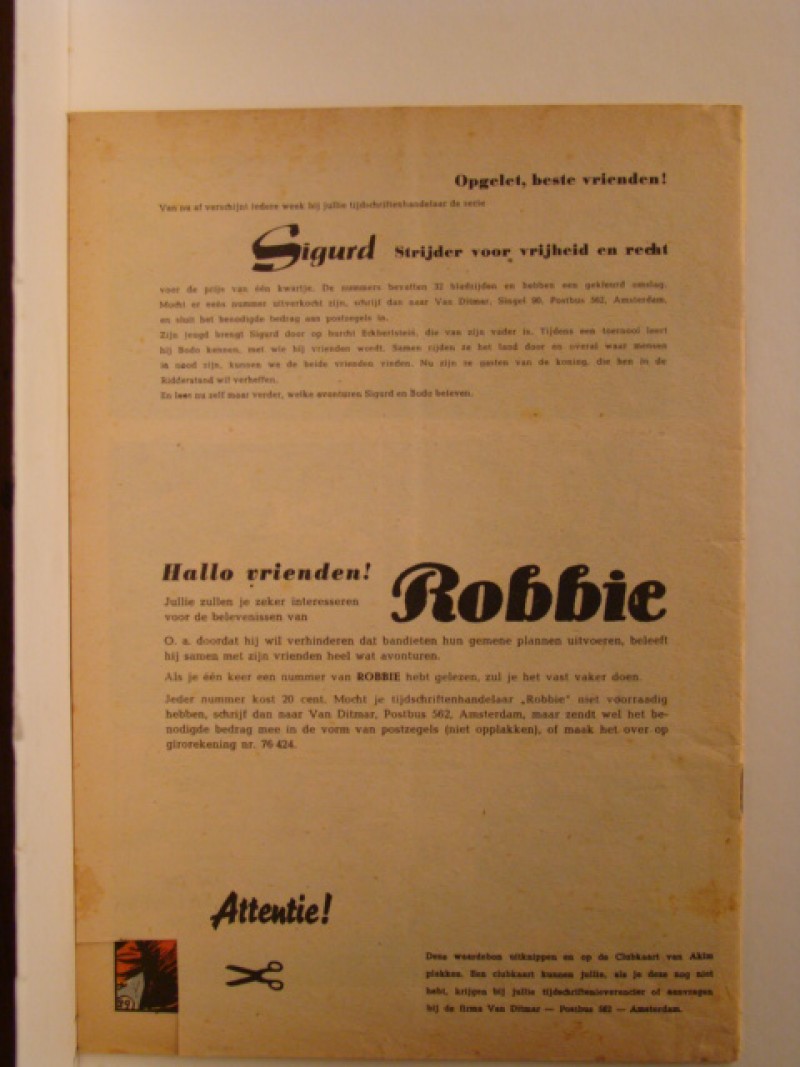 Opgelet, beste vrienden!
Van nu af verschijnt iedere week bij jullie tijdschriftenhandelaar de serie
Sigurd Strijder voor vrijheid en recht
voor de prijs van één kwartje. De nummers bevatten 32 bladzijden en hebben een gekleurd omslag.
Mocht er eens nummer uitverkocht zijn, schrijf dan naar Van Ditmar, Singel 90, Postbus 562, Amsterdam,
en sluit het benodigde bedrag aan postzegels in.
Zijn jeugd brengt Sigurd door op burcht Eckbertstein, die van zijn vader is. Tijdens een toernooi leert
hij Bodo kennen, met wie hij vrienden wordt. Samen rijden ze het land door en overal waar mensen
in nood zijn, kunnen we de beide vrienden vinden. Nu zijn ze gasten van de koning, die hen in de
Ridderstand wil verheffen.
En lees nu zelf maar verder, welke avonturen Sigurd en Bodo beleven.
Hallo vrienden! Robbie
Jullie zullen je zeker interesseren
voor de belevenissen van
O. a. doordat hij wil verhinderen dat bandieten hun gemene plannen uitvoeren, beleeft
hij samen met zijn vrienden heel wat avonturen.
Als je één keer een nummer van ROBBIE hebt gelezen, zul je het vast vaker doen.
Jeder nummer kost 20 cent. Mocht je tijdschriftenhandelaar „Robbie" niet voorraadig
hebben, schrijf dan naar Van Ditmar, Postbus 562, Amsterdam, maar zendt wel het be-
nodigde bedrag mee in de vorm van postzegels (niet opplakken), of maak het over op
girorekening nr. 76 424.
Attentie!
Deze waardebon uitknippen en op de Clubkaart van Akim
plakken. Een clubkaart kunnen jullie, als je deze nog niet
hebt, krijgen bij jullie tijdschriftenleverancier of aanvragen
bij de firma Van Ditmar — Postbus 562 — Amsterdam.